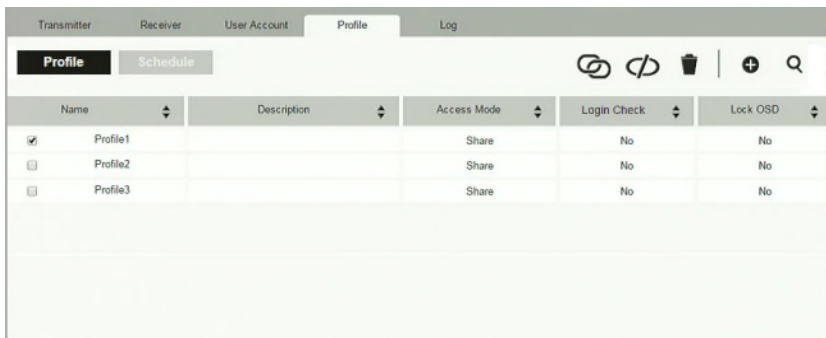 Transmitter Receiver User Account Profile Log
Profile Schedule
Name Description Access Mode Login Check Lock OSD
Profile1 Share No No
Profile2 Share No No
Profile3 Share No No